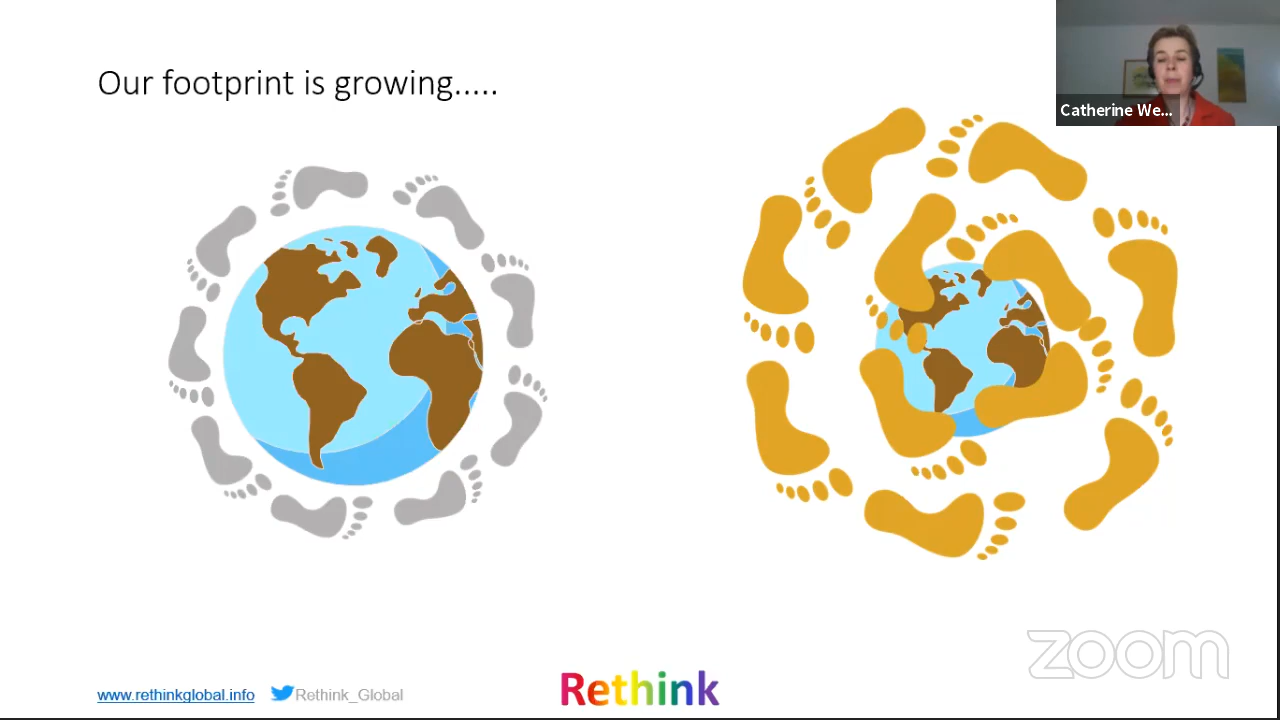 Our footprint is growing.....
Catherine We...
zoom
www.rethinkglobal.info
Rethink_Global
Rethink